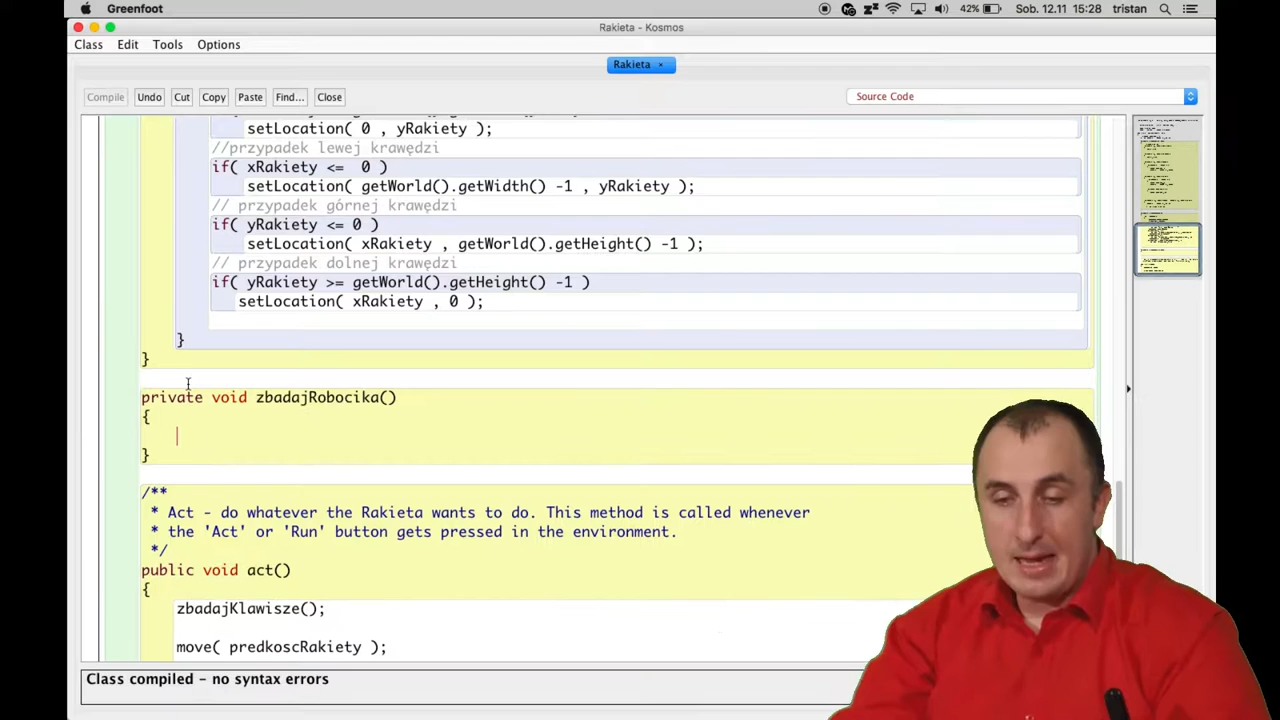 Greenfoot
42%
Sob. 12.11 15:28
tristan
Rakieta - Kosmos
Class Edit Tools Options
Rakieta ×
Compile Undo Cut Copy Paste Find... Close
Source Code
setLocation( 0 , yRakiety );
//przypadek lewej krawędzi
if( xRakiety <= 0 )
setLocation( getWorld().getWidth() -1 , yRakiety );
// przypadek górnej krawędzi
if( yRakiety <= 0 )
setLocation( xRakiety , getWorld().getHeight() -1 );
// przypadek dolnej krawędzi
if( yRakiety >= getWorld().getHeight() -1 )
setLocation( xRakiety , 0 );
}
}
private void zbadajRobocika()
{
}
/**
* Act - do whatever the Rakieta wants to do. This method is called whenever
* the 'Act' or 'Run' button gets pressed in the environment.
*/
public void act()
{
zbadajKlawisze();
move( predkoscRakiety );
Class compiled - no syntax errors